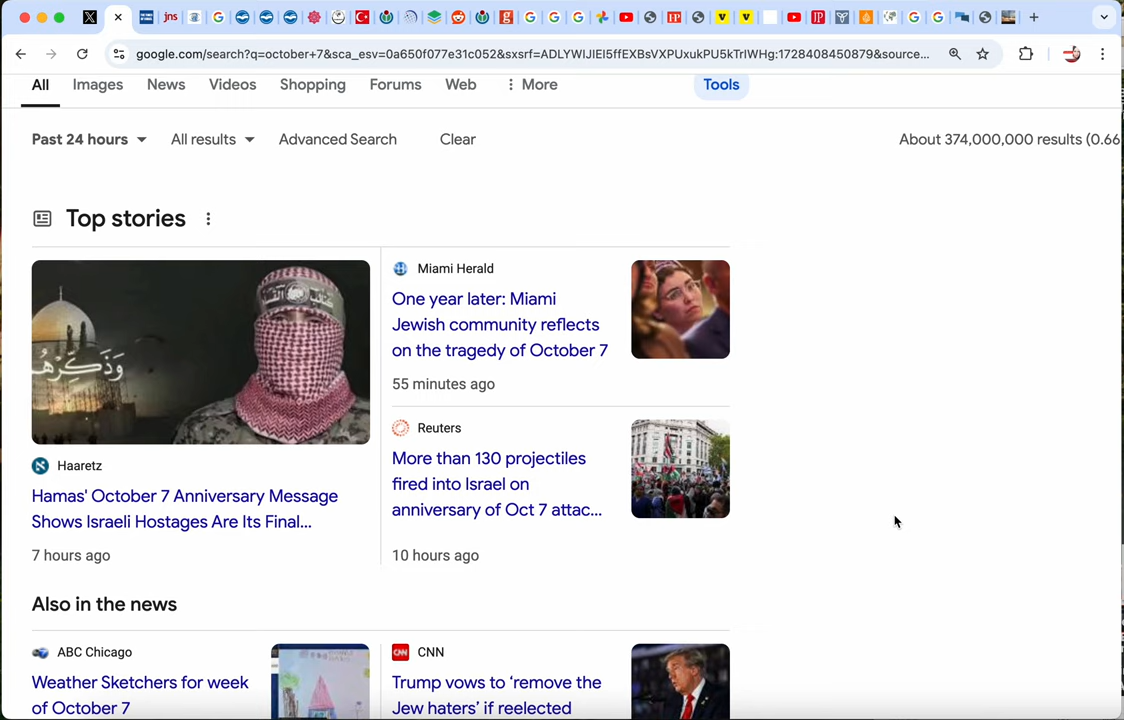 google.com/search?q=october+7&sca_esv=0a650f077e31c052&sxsrf=ADLYWIJIEI5ffEXBsVXPUxukPU5kTrlWHg:1728408450879&source...
All Images News Videos Shopping Forums Web More Tools
Past 24 hours All results Advanced Search Clear About 374,000,000 results (0.66
Top stories
وَذَكِّرْهُم
Haaretz
Hamas' October 7 Anniversary Message
Shows Israeli Hostages Are Its Final...
7 hours ago
Miami Herald
One year later: Miami
Jewish community reflects
on the tragedy of October 7
55 minutes ago
Reuters
More than 130 projectiles
fired into Israel on
anniversary of Oct 7 attac...
10 hours ago
Also in the news
ABC Chicago
Weather Sketchers for week
of October 7
CNN
Trump vows to ‘remove the
Jew haters’ if reelected